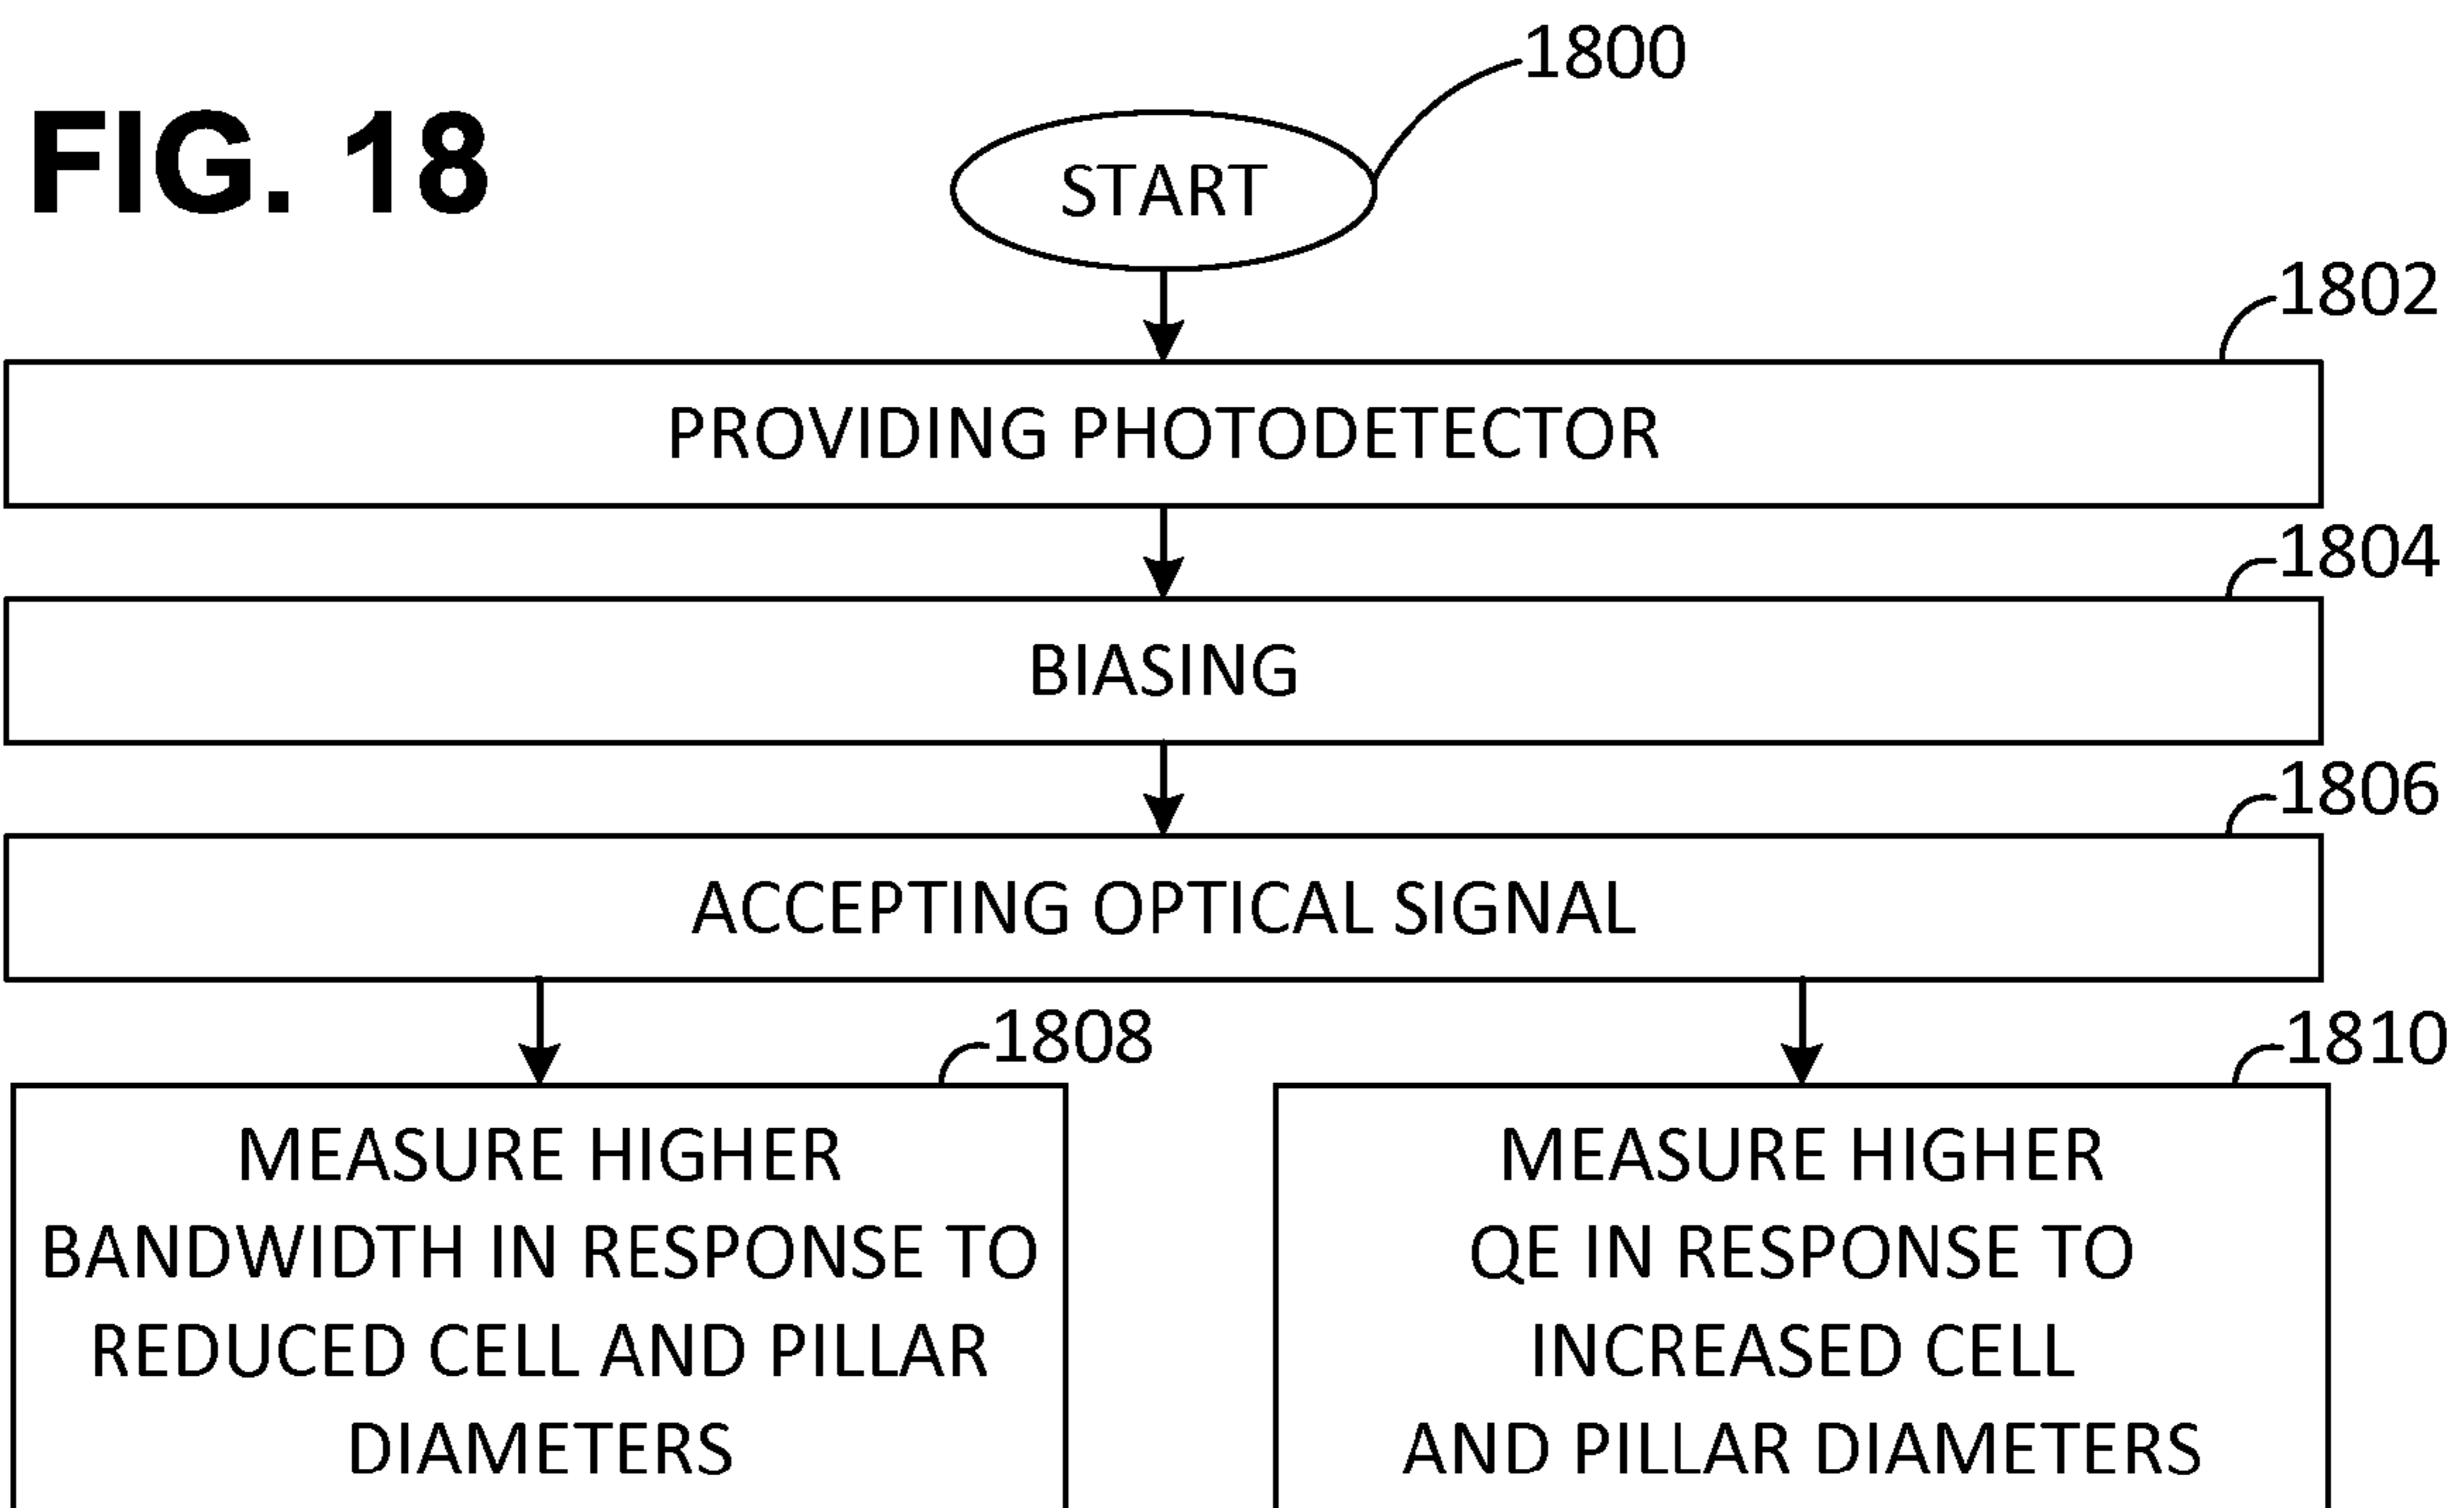 FIG. 18
1800
START
1802
PROVIDING PHOTODETECTOR
1804
BIASING
1806
ACCEPTING OPTICAL SIGNAL
1808
MEASURE HIGHER
BANDWIDTH IN RESPONSE TO
REDUCED CELL AND PILLAR
DIAMETERS
1810
MEASURE HIGHER
QE IN RESPONSE TO
INCREASED CELL
AND PILLAR DIAMETERS